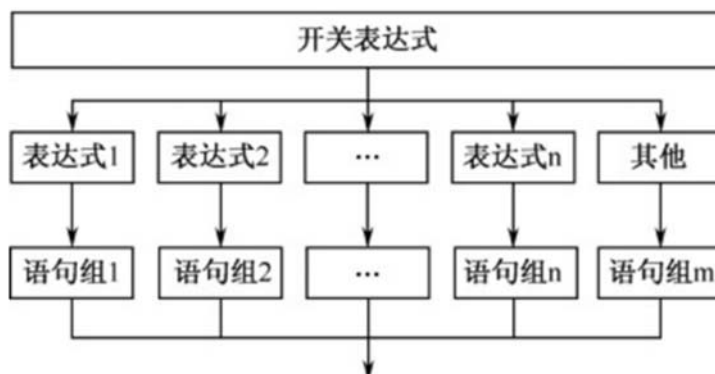 开关表达式
表达式1 表达式2 … 表达式n 其他
语句组1 语句组2 … 语句组n 语句组m